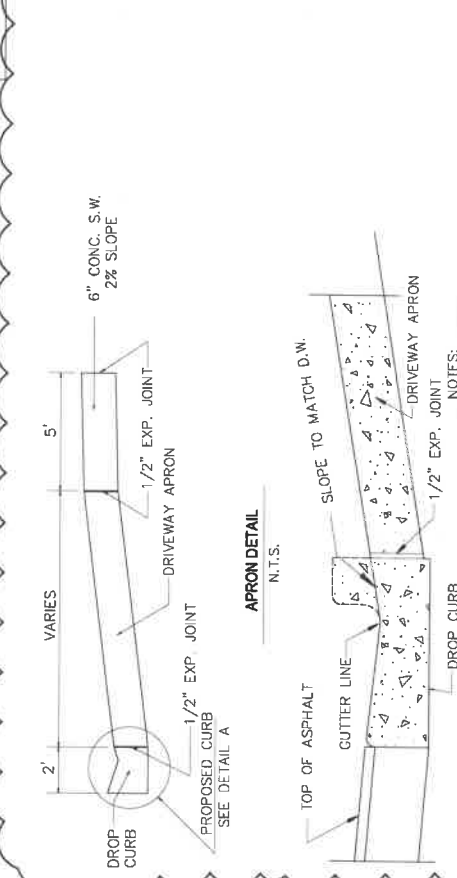 2' VARIES 5'
6" CONC. S.W.
2% SLOPE
DROP
CURB
1/2" EXP. JOINT
DRIVEWAY APRON
1/2" EXP. JOINT
PROPOSED CURB
SEE DETAIL A
APRON DETAIL
N.T.S.
TOP OF ASPHALT
GUTTER LINE
SLOPE TO MATCH D.W.
DRIVEWAY APRON
1/2" EXP. JOINT
DROP CURB
NOTES: